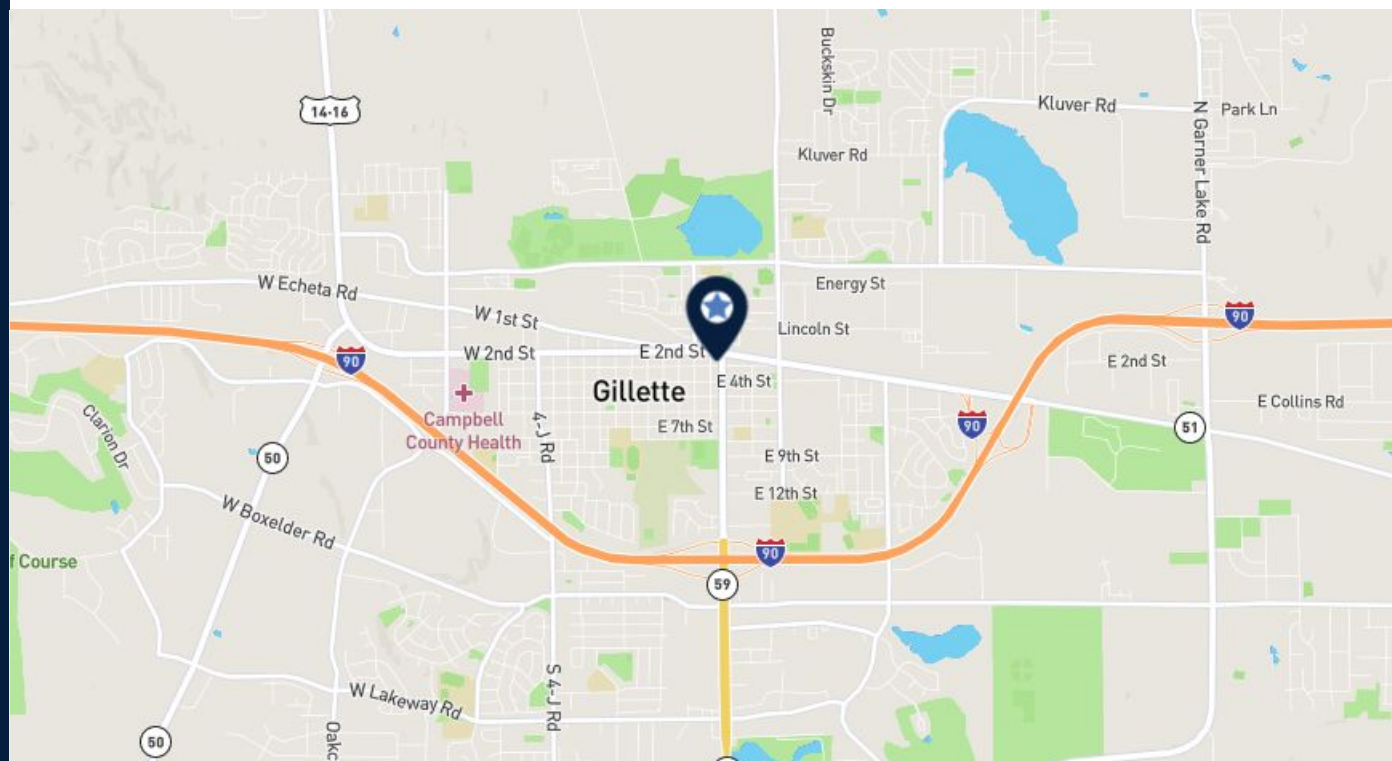 Buckskin Dr
14-16
Kluver Rd
Park Ln
N Garner Lake Rd
Kluver Rd
W Echeta Rd
Energy St
W 1st St
Lincoln St
90
W 2nd St
E 2nd St
90
E 2nd St
E 4th St
Gillette
E Collins Rd
Clarion Dr
Campbell
County Health
4-J Rd
E 7th St
90
51
50
E 9th St
E 12th St
W Boxelder Rd
90
f Course
59
S 4-J Rd
W Lakeway Rd
Oakc
50